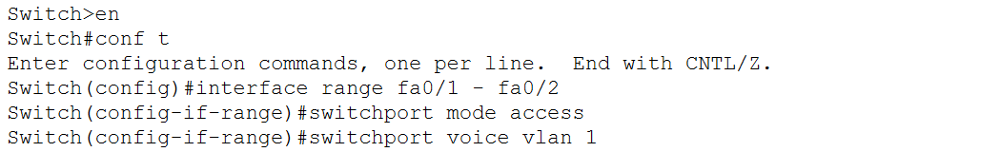 Switch>en
Switch#conf t
Enter configuration commands, one per line.  End with CNTL/Z.
Switch(config)#interface range fa0/1 - fa0/2
Switch(config-if-range)#switchport mode access
Switch(config-if-range)#switchport voice vlan 1